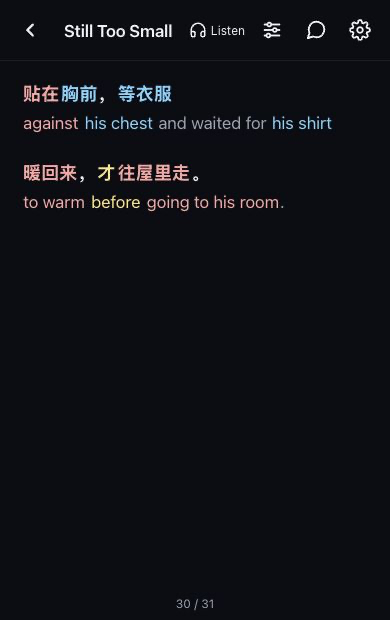 Still Too Small
Listen
贴在胸前，等衣服
against his chest and waited for his shirt
暖回来，才往屋里走。
to warm before going to his room.
30 / 31